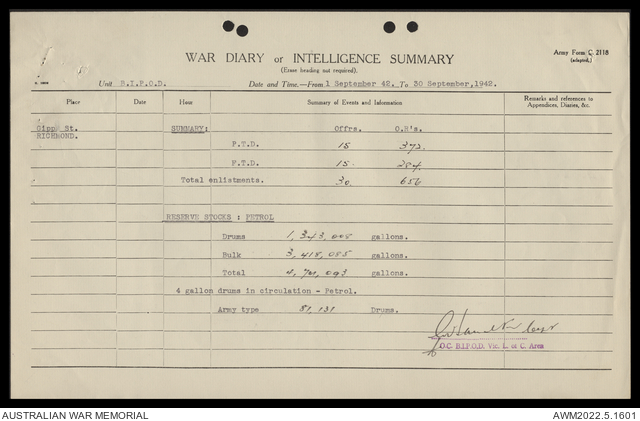 Army Form C. 2118
(adapted.)
WAR DIARY or INTELLIGENCE SUMMARY
(Erase heading not required).
Unit B.I.P.O.D. Date and Time.—From 1 September 42. To 30 September,1942.
Place Date Hour Summary of Events and Information Remarks and references to Appendices, Diaries, &c.
Gipp St. SUMMARY: Offrs. O.R's.
RICHMOND.
F.T.D. 15 372
P.T.D. 15 284
Total enlistments. 30 656
RESERVE STOCKS : PETROL
Drums 1,343,008 gallons.
Bulk 3,418,085 gallons.
Total 4,761,093 gallons.
4 gallon drums in circulation - Petrol.
Army type 81,131 Drums.
Capt
O.C. B.I.P.O.D. Vic. L. of C. Area
AUSTRALIAN WAR MEMORIAL AWM2022.5.1601